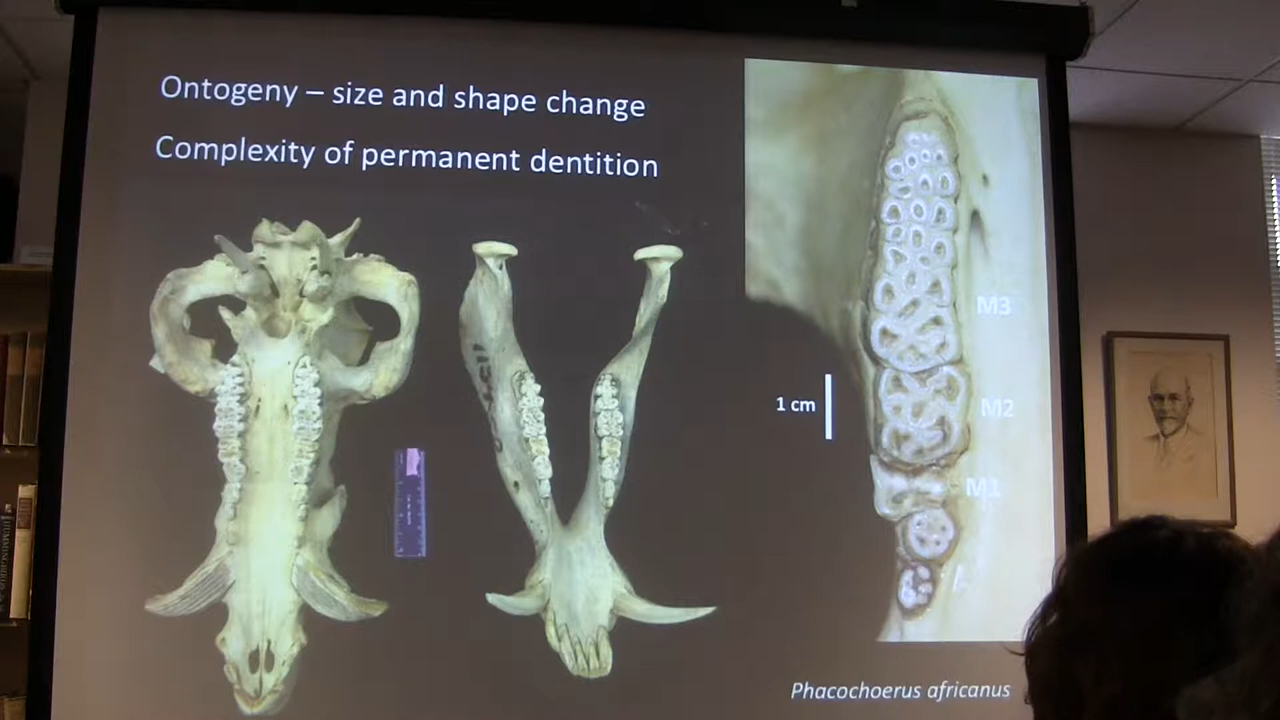 Ontogeny – size and shape change
Complexity of permanent dentition
M3
1 cm
M2
M1
Phacochoerus africanus